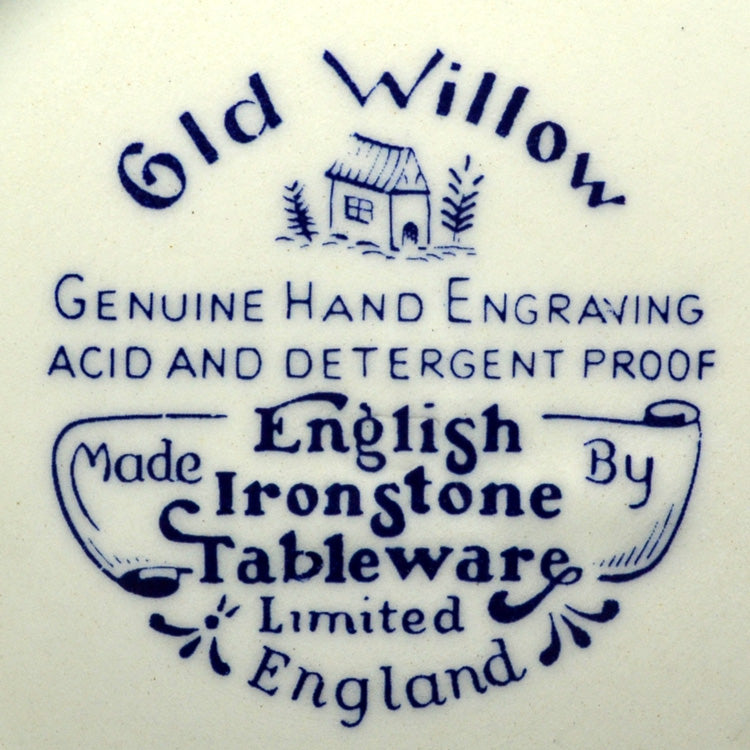 Old Willow
GENUINE HAND ENGRAVING
ACID AND DETERGENT PROOF
Made English By
Ironstone
Tableware
Limited
England